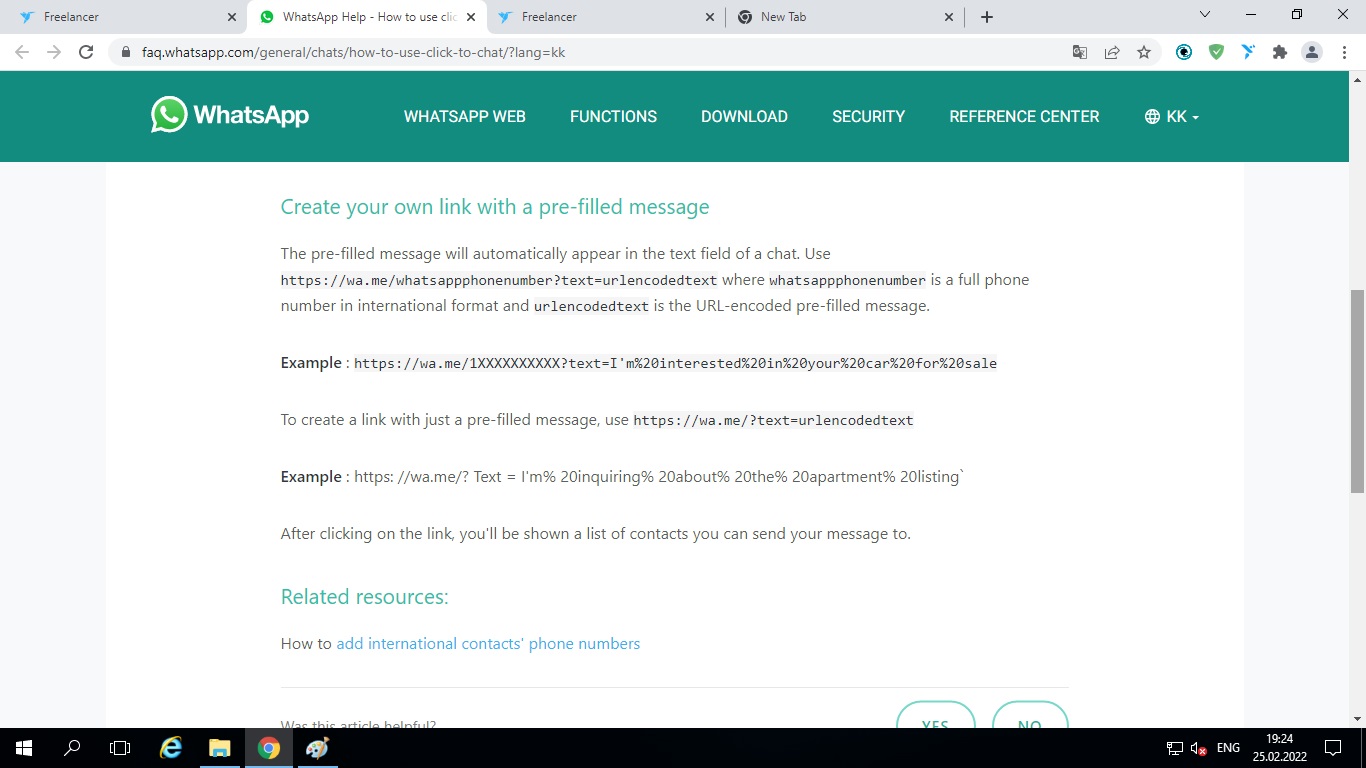 Freelancer
WhatsApp Help - How to use clic
Freelancer
New Tab
faq.whatsapp.com/general/chats/how-to-use-click-to-chat/?lang=kk
WhatsApp
WHATSAPP WEB
FUNCTIONS
DOWNLOAD
SECURITY
REFERENCE CENTER
KK
Create your own link with a pre-filled message
The pre-filled message will automatically appear in the text field of a chat. Use
https://wa.me/whatsappphonenumber?text=urlencodedtext where whatsappphonenumber is a full phone
number in international format and urlencodedtext is the URL-encoded pre-filled message.
Example : https://wa.me/1XXXXXXXXXX?text=I'm%20interested%20in%20your%20car%20for%20sale
To create a link with just a pre-filled message, use https://wa.me/?text=urlencodedtext
Example : https: //wa.me/? Text = I'm% 20inquiring% 20about% 20the% 20apartment% 20listing`
After clicking on the link, you'll be shown a list of contacts you can send your message to.
Related resources:
How to add international contacts' phone numbers
Was this article helpful?
YES
NO
ENG
19:24
25.02.2022